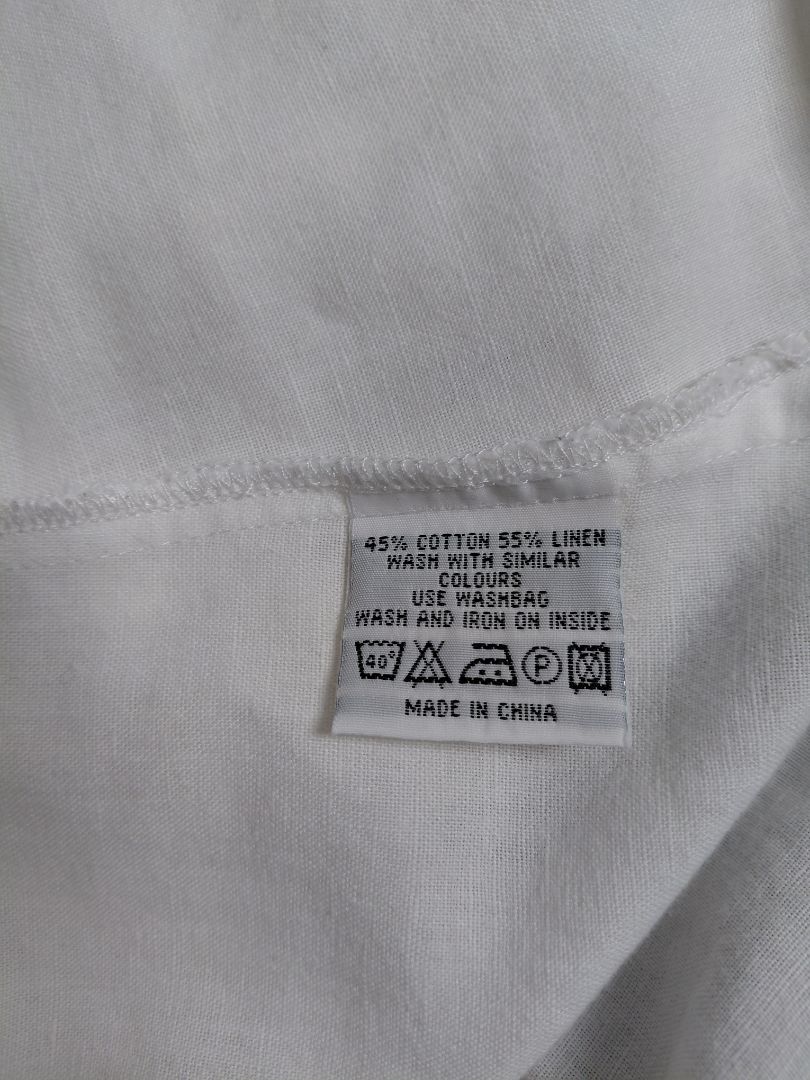 45% COTTON 55% LINEN
WASH WITH SIMILAR
COLOURS
USE WASHBAG
WASH AND IRON ON INSIDE
40° P
MADE IN CHINA